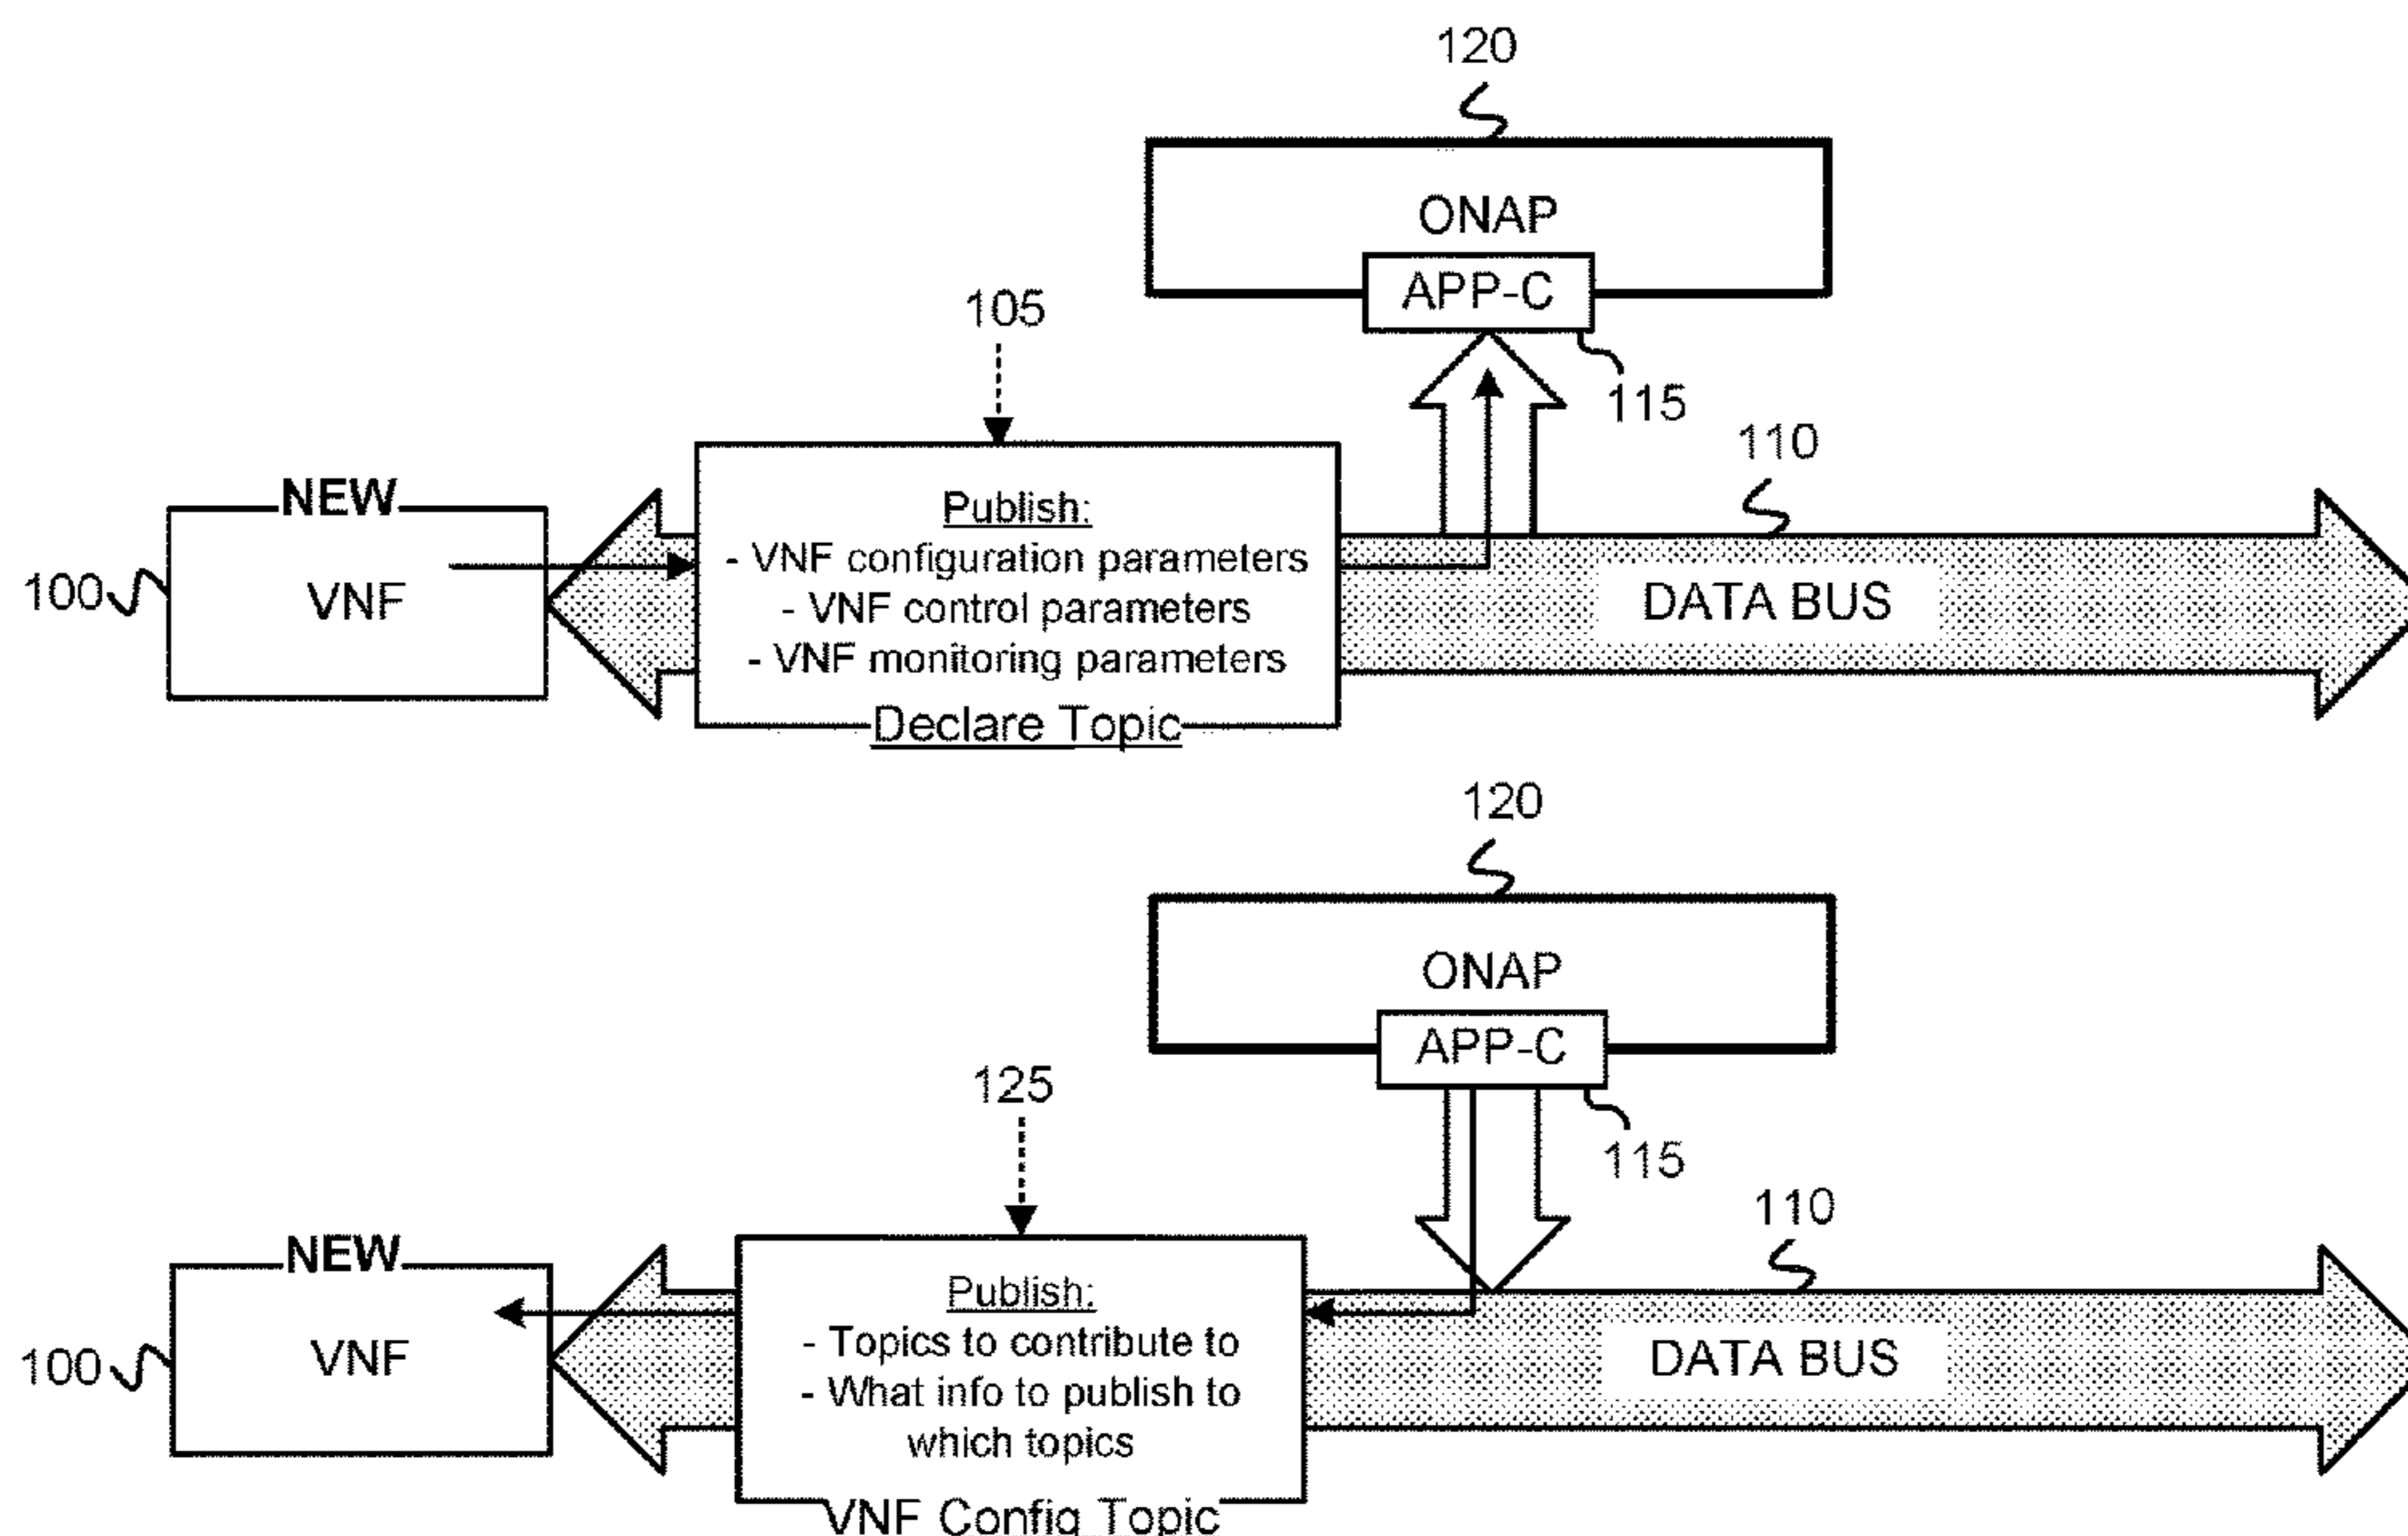 120
ONAP
APP-C
105
115
110
NEW
Publish:
- VNF configuration parameters
100
VNF
- VNF control parameters
DATA BUS
- VNF monitoring parameters
Declare Topic
120
ONAP
APP-C
125
115
110
NEW
Publish:
- Topics to contribute to
100
VNF
DATA BUS
- What info to publish to
which topics
VNF Config Topic